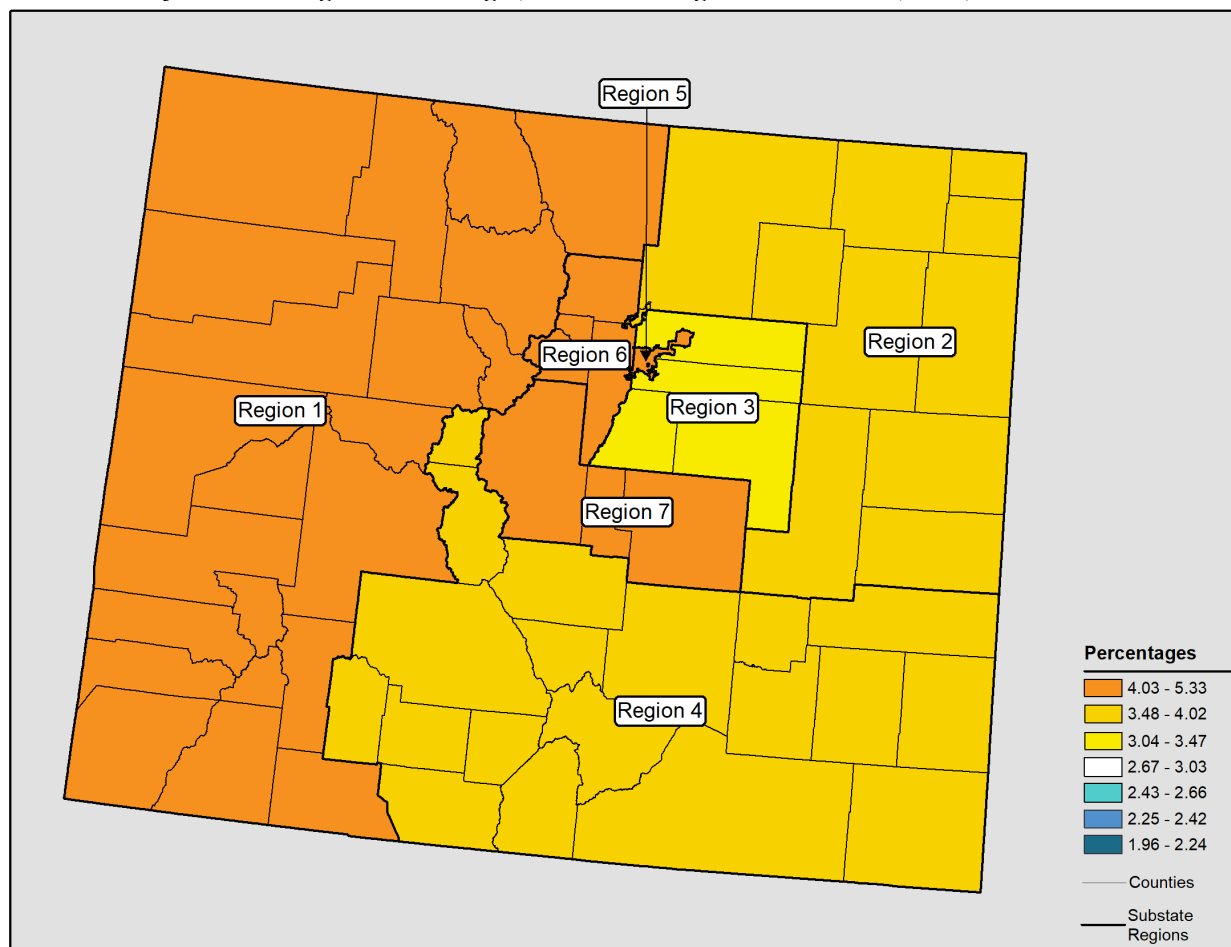 Region 5
Region 2
Region 6
Region 3
Region 1
Region 7
Region 4
Percentages
4.03 - 5.33
3.48 - 4.02
3.04 - 3.47
2.67 - 3.03
2.43 - 2.66
2.25 - 2.42
1.96 - 2.24
Counties
Substate
Regions